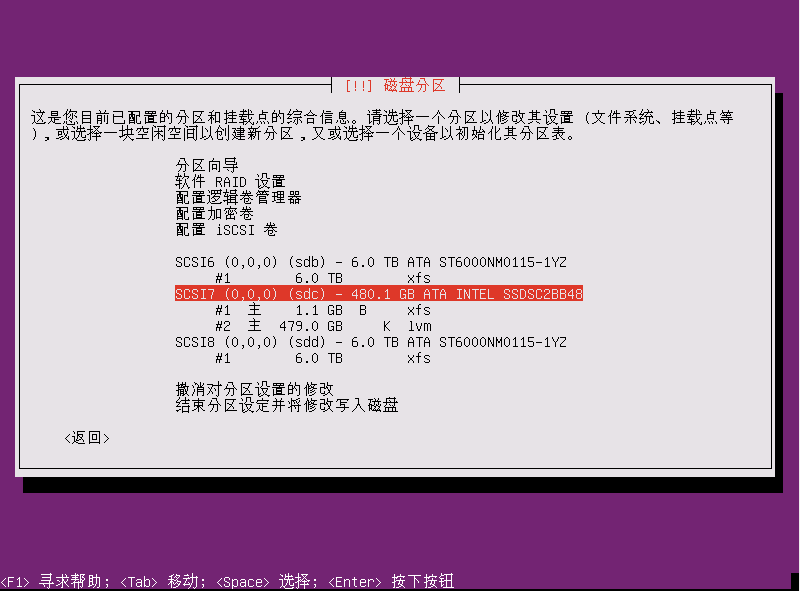 [!!] 磁盘分区
这是您目前已配置的分区和挂载点的综合信息。请选择一个分区以修改其设置 (文件系统、挂载点等
),或选择一块空闲空间以创建新分区,又或选择一个设备以初始化其分区表。
分区向导
软件 RAID 设置
配置逻辑卷管理器
配置加密卷
配置 iSCSI 卷
SCSI6 (0,0,0) (sdb) - 6.0 TB ATA ST6000NM0115-1YZ
#1 6.0 TB xfs
SCSI7 (0,0,0) (sdc) - 480.1 GB ATA INTEL SSDSC2BB48
#1 主 1.1 GB B xfs
#2 主 479.0 GB K lvm
SCSI8 (0,0,0) (sdd) - 6.0 TB ATA ST6000NM0115-1YZ
#1 6.0 TB xfs
撤消对分区设置的修改
结束分区设定并将修改写入磁盘
<返回>
<F1> 寻求帮助; <Tab> 移动; <Space> 选择; <Enter> 按下按钮